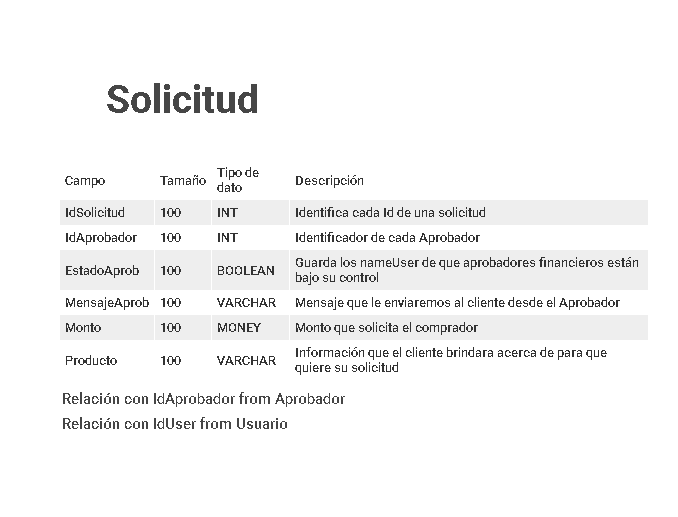 Solicitud
Campo Tamaño Tipo de dato Descripción
IdSolicitud 100 INT Identifica cada Id de una solicitud
IdAprobador 100 INT Identificador de cada Aprobador
EstadoAprob 100 BOOLEAN Guarda los nameUser de que aprobadores financieros están
bajo su control
MensajeAprob 100 VARCHAR Mensaje que le enviaremos al cliente desde el Aprobador
Monto 100 MONEY Monto que solicita el comprador
Producto 100 VARCHAR Información que el cliente brindara acerca de para que
quiere su solicitud
Relación con IdAprobador from Aprobador
Relación con IdUser from Usuario